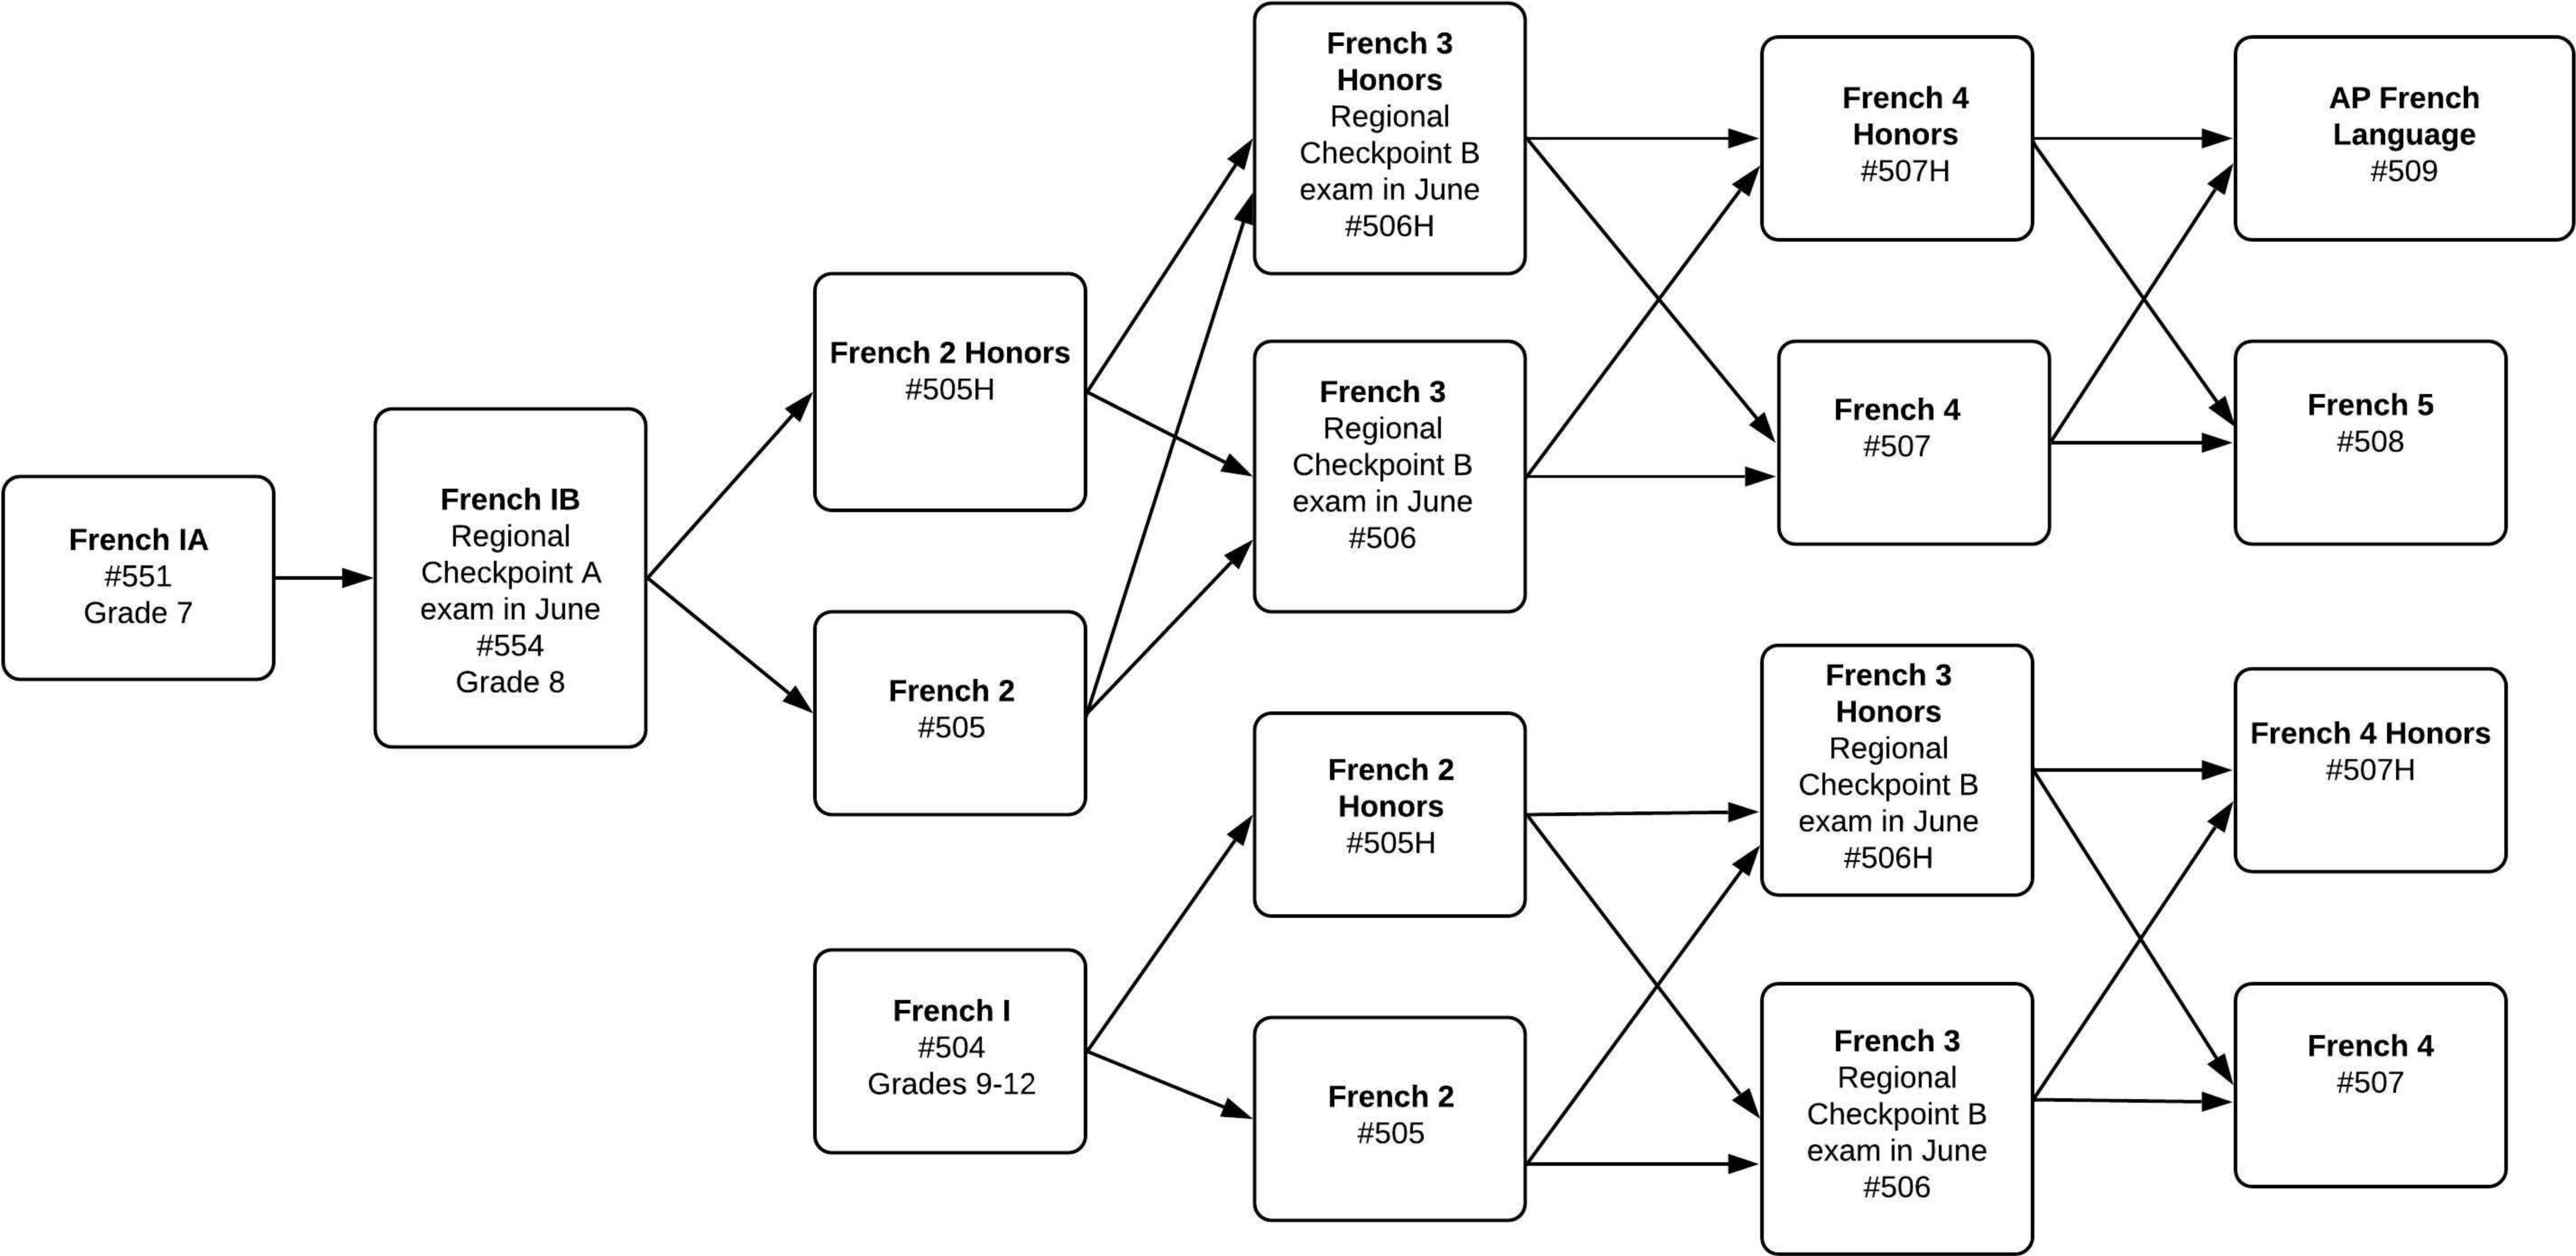 French IA
#551
Grade 7
French IB
Regional
Checkpoint A
exam in June
#554
Grade 8
French 2 Honors
#505H
French 2
#505
French I
#504
Grades 9-12
French 3
Honors
Regional
Checkpoint B
exam in June
#506H
French 3
Regional
Checkpoint B
exam in June
#506
French 2
Honors
#505H
French 2
#505
French 4
Honors
#507H
French 4
#507
French 3
Honors
Regional
Checkpoint B
exam in June
#506H
French 3
Regional
Checkpoint B
exam in June
#506
AP French
Language
#509
French 5
#508
French 4 Honors
#507H
French 4
#507